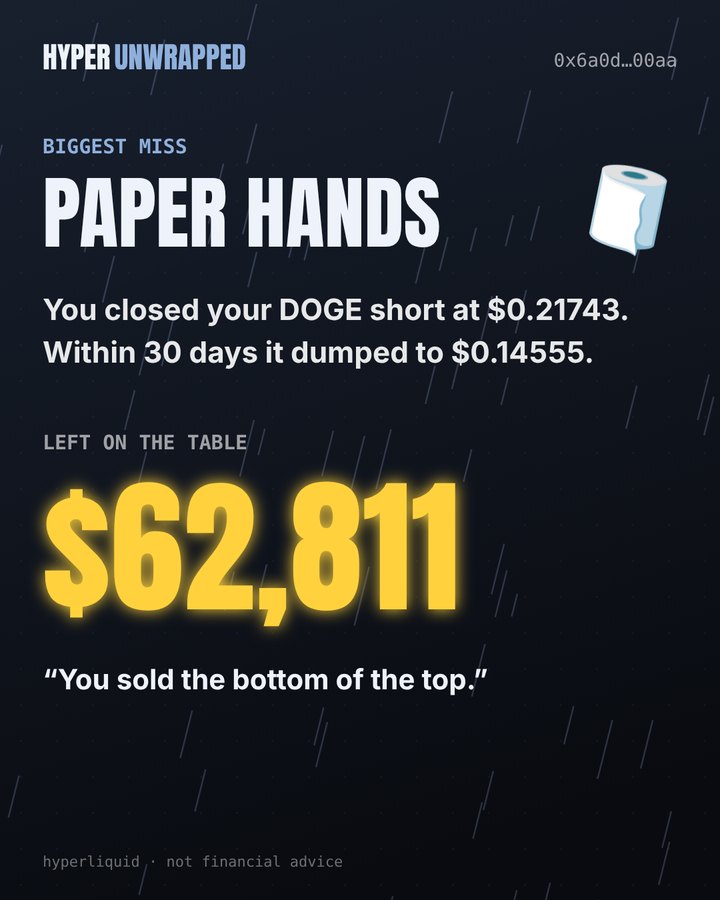 HYPER UNWRAPPED
0x6a0d…00aa
BIGGEST MISS
PAPER HANDS
You closed your DOGE short at $0.21743.
Within 30 days it dumped to $0.14555.
LEFT ON THE TABLE
$62,811
“You sold the bottom of the top.”
hyperliquid · not financial advice